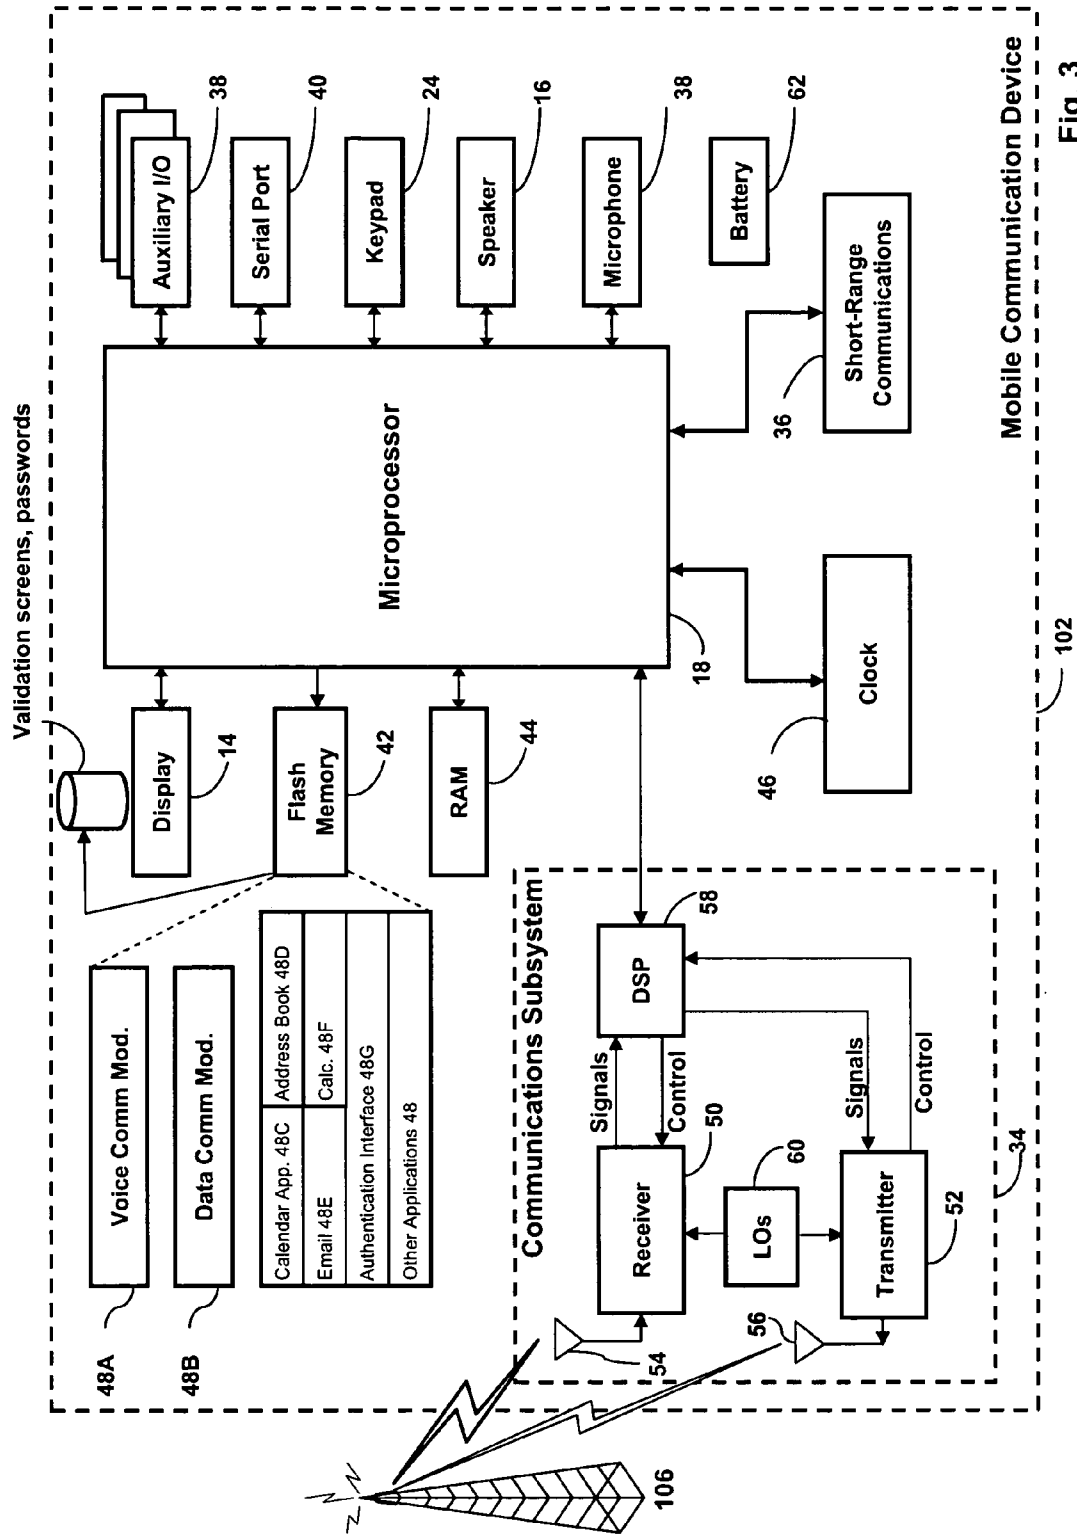 Validation screens, passwords
Voice Comm Mod.
48A
Data Comm Mod.
48B
Calendar App. 48C
Address Book 48D
Email 48E
Calc. 48F
Authentication Interface 48G
Other Applications 48
Display
14
Flash
Memory
42
RAM
44
Microprocessor
18
Auxiliary I/O
38
Serial Port
40
Keypad
24
Speaker
16
Microphone
38
Battery
62
Short-Range
Communications
36
Clock
46
Communications Subsystem
DSP
58
Signals
Control
Receiver
50
LOs
60
Signals
Control
Transmitter
52
54
56
34
106
102
Mobile Communication Device
Fig. 3